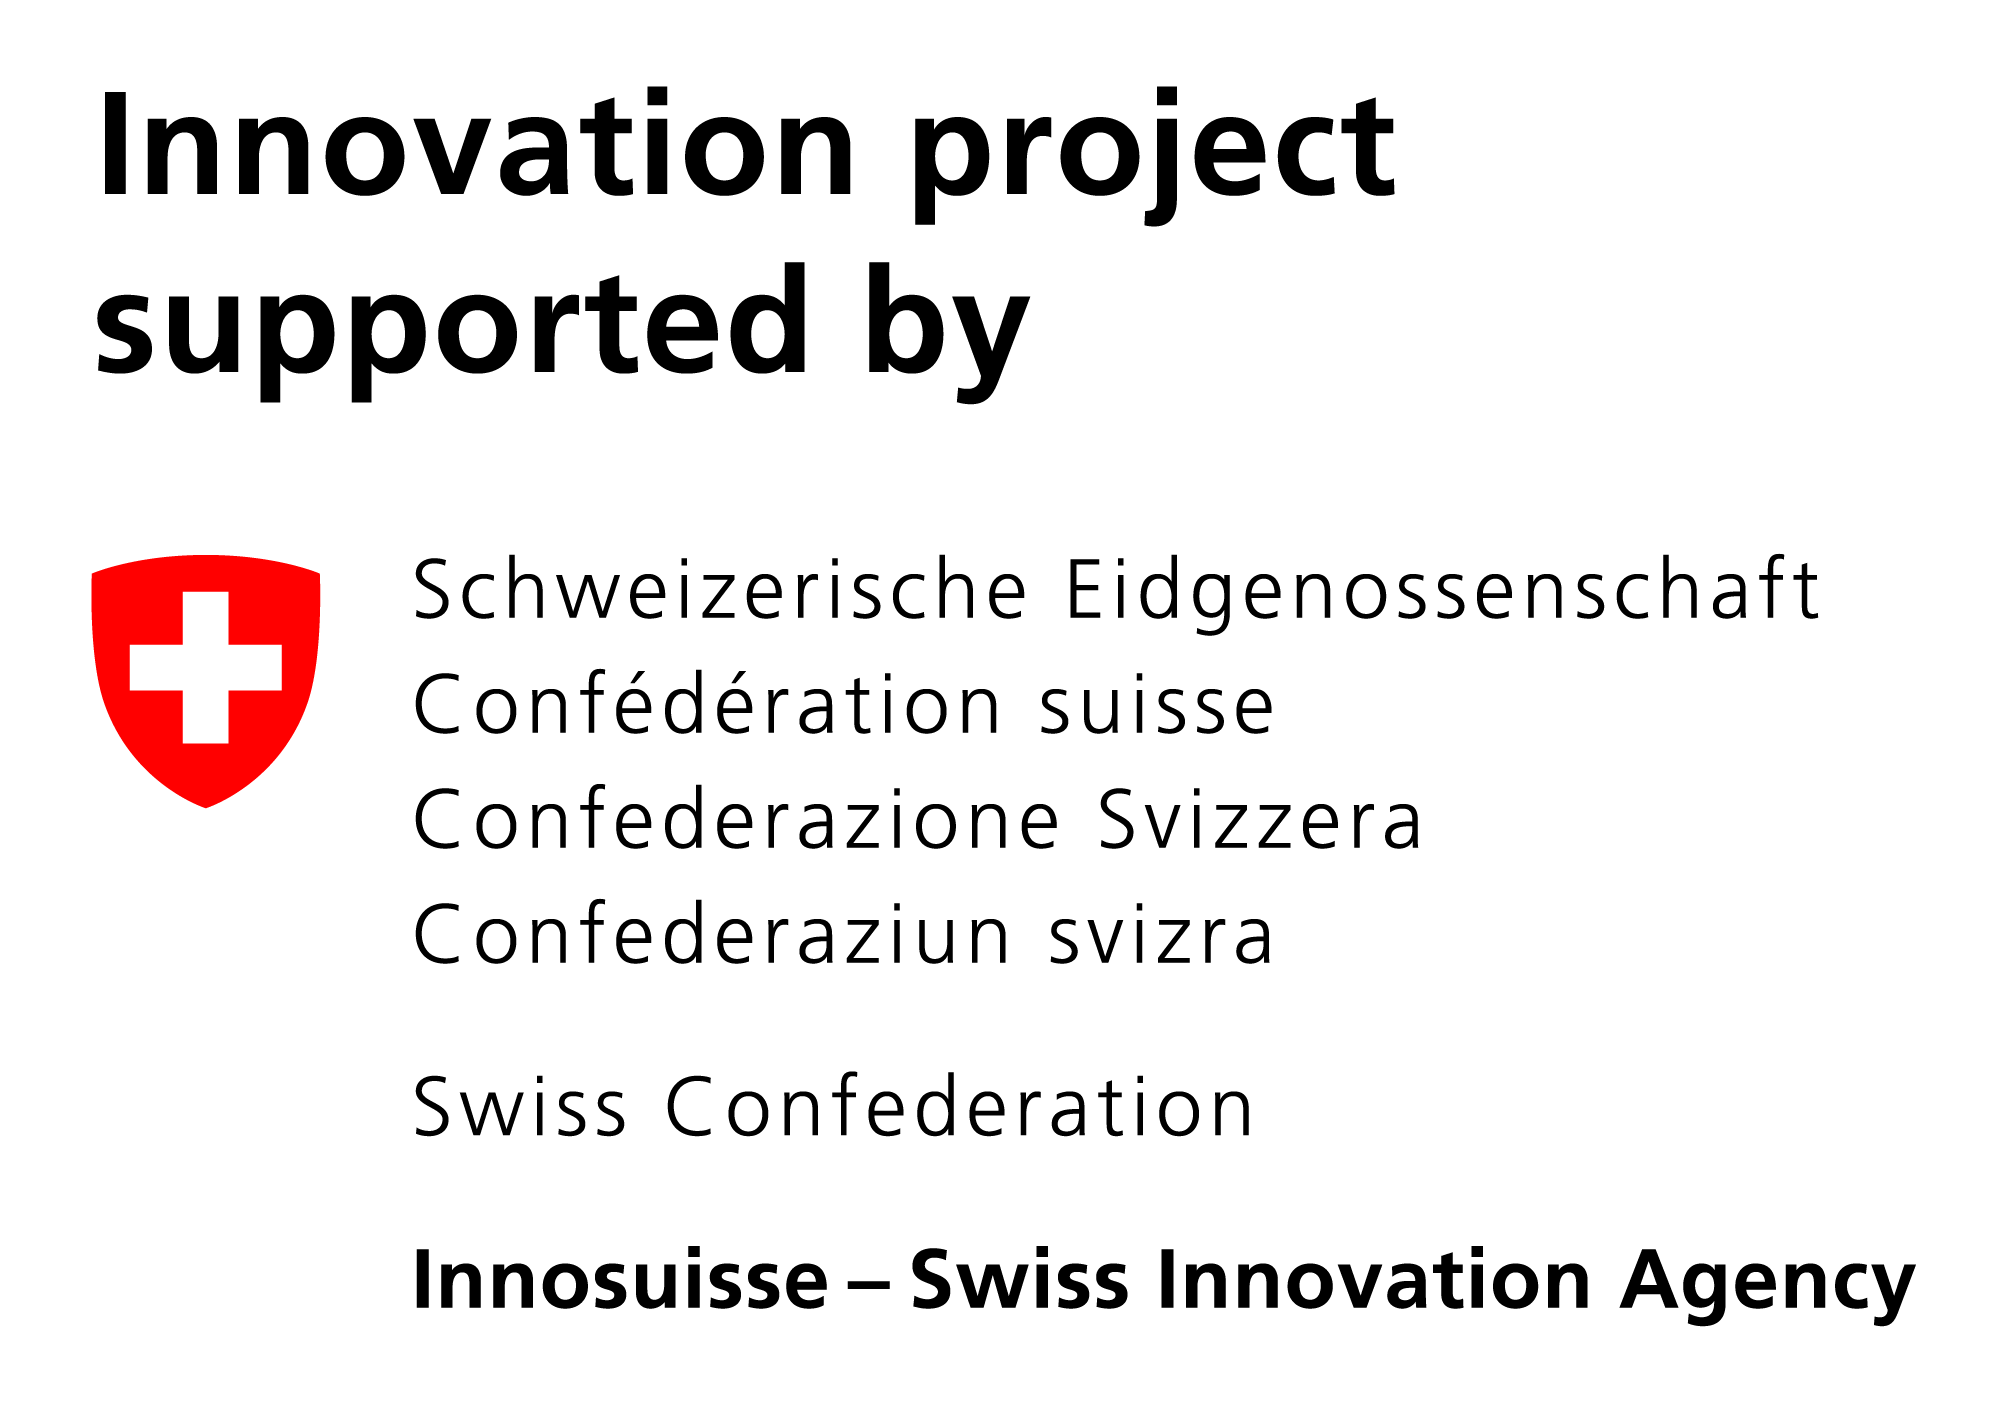 Innovation project
supported by
Schweizerische Eidgenossenschaft
Confédération suisse
Confederazione Svizzera
Confederaziun svizra
Swiss Confederation
Innosuisse – Swiss Innovation Agency